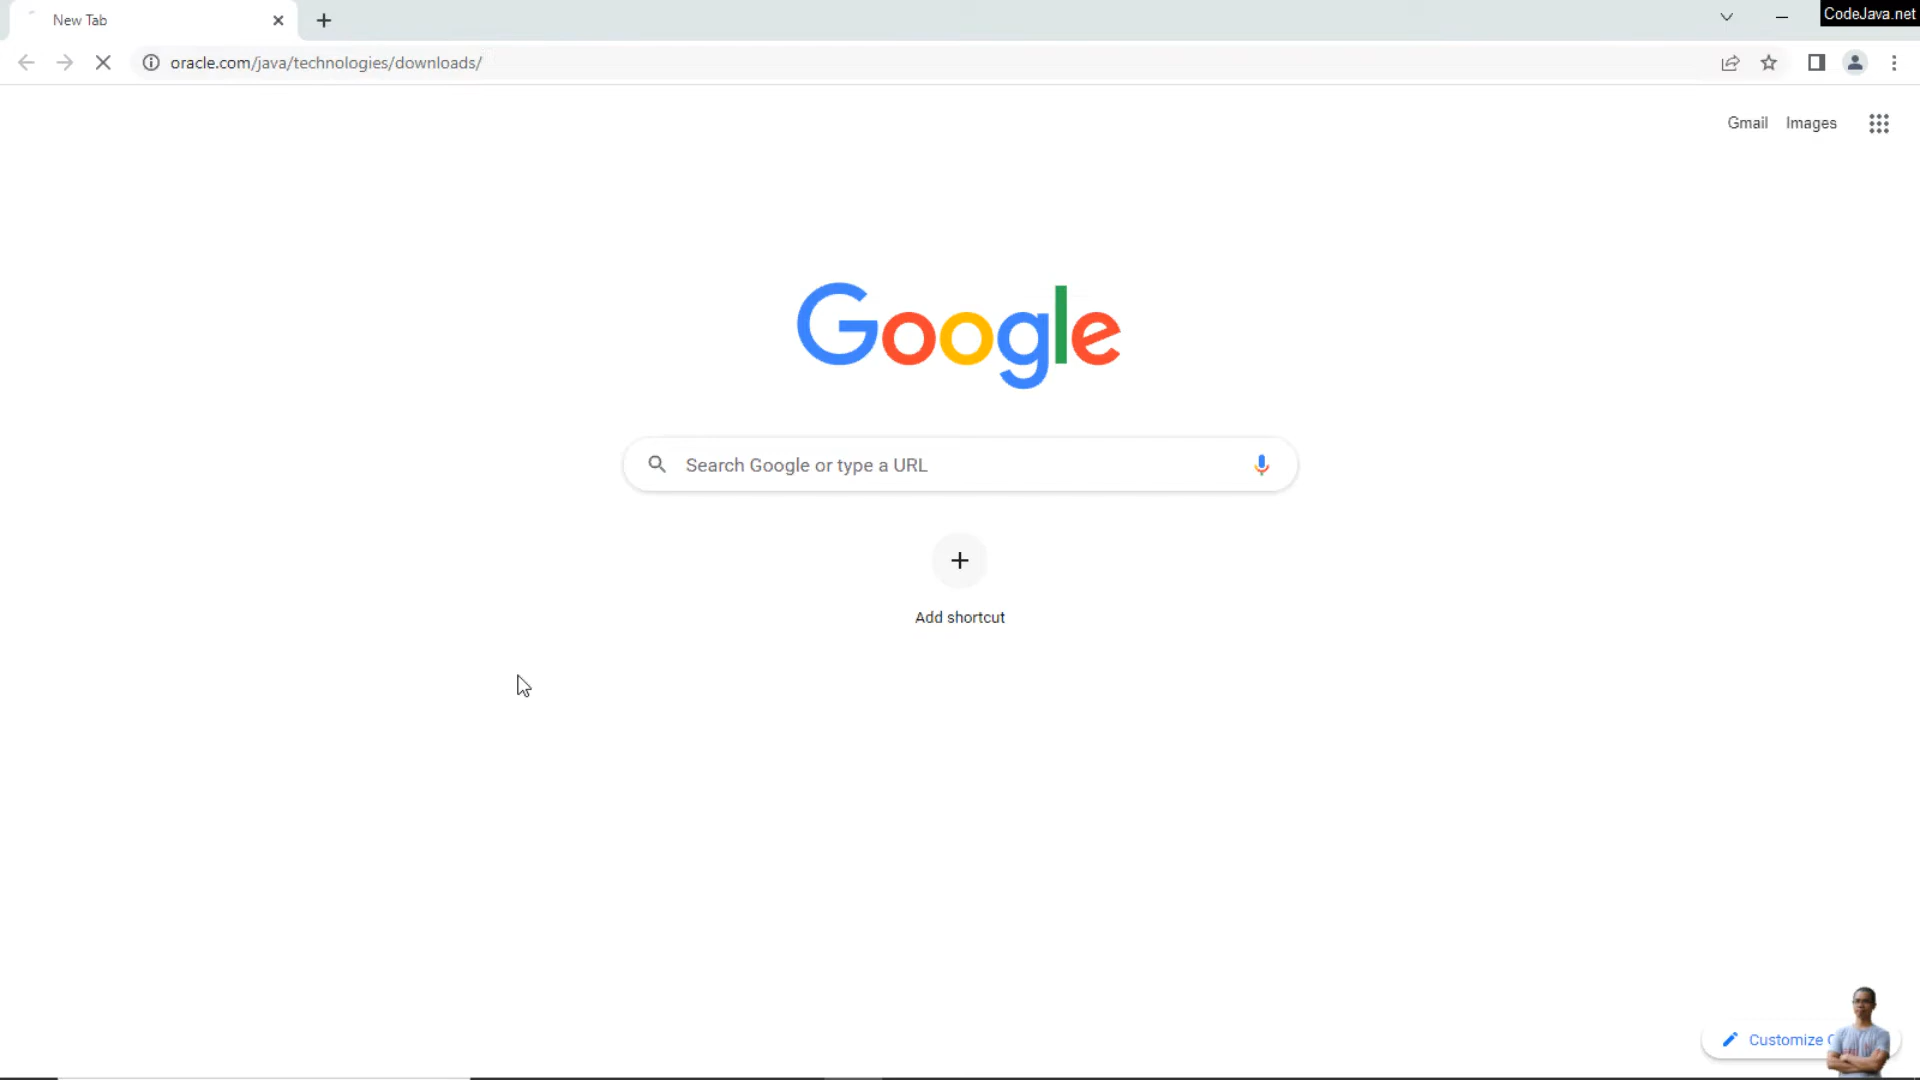 New Tab
CodeJava.net
oracle.com/java/technologies/downloads/
Gmail Images
Google
Search Google or type a URL
Add shortcut
Customize